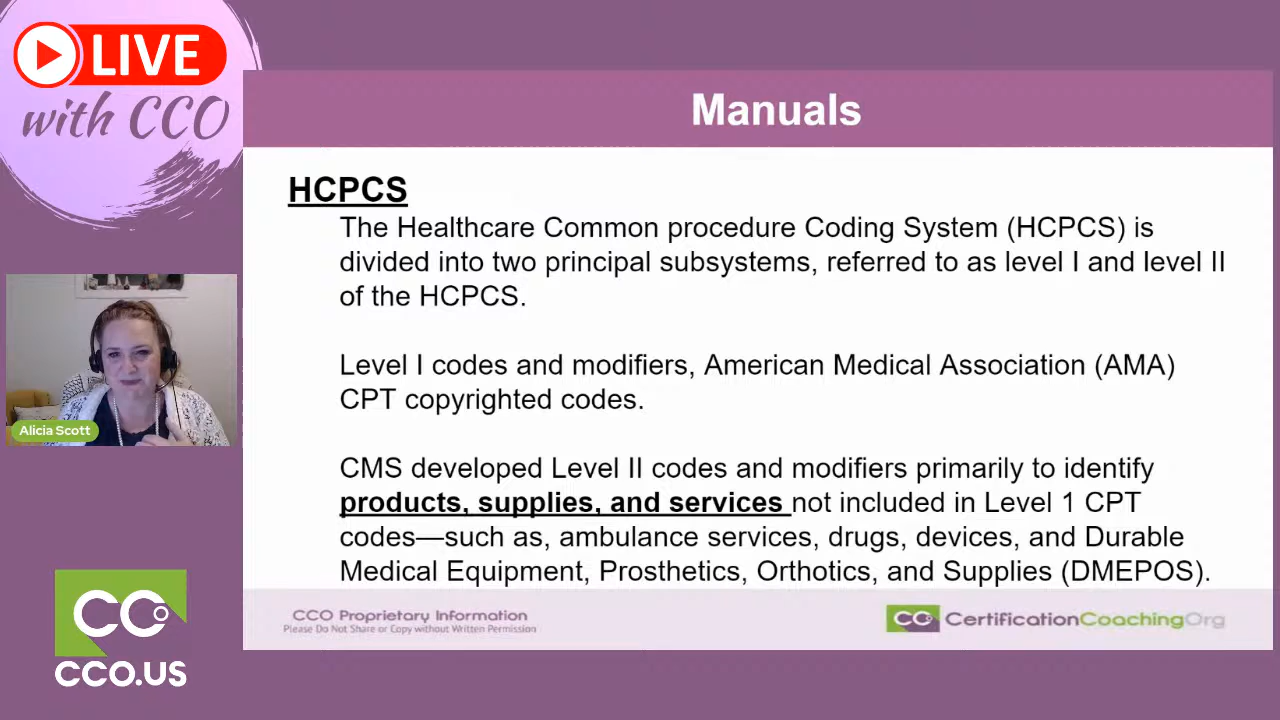 LIVE
with CCO
Manuals
HCPCS
The Healthcare Common procedure Coding System (HCPCS) is
divided into two principal subsystems, referred to as level I and level II
of the HCPCS.
Level I codes and modifiers, American Medical Association (AMA)
CPT copyrighted codes.
CMS developed Level II codes and modifiers primarily to identify
products, supplies, and services not included in Level 1 CPT
codes—such as, ambulance services, drugs, devices, and Durable
Medical Equipment, Prosthetics, Orthotics, and Supplies (DMEPOS).
Alicia Scott
CCO
CCO.US
CCO Proprietary Information
Please Do Not Share or Copy without Written Permission
CCO CertificationCoachingOrg